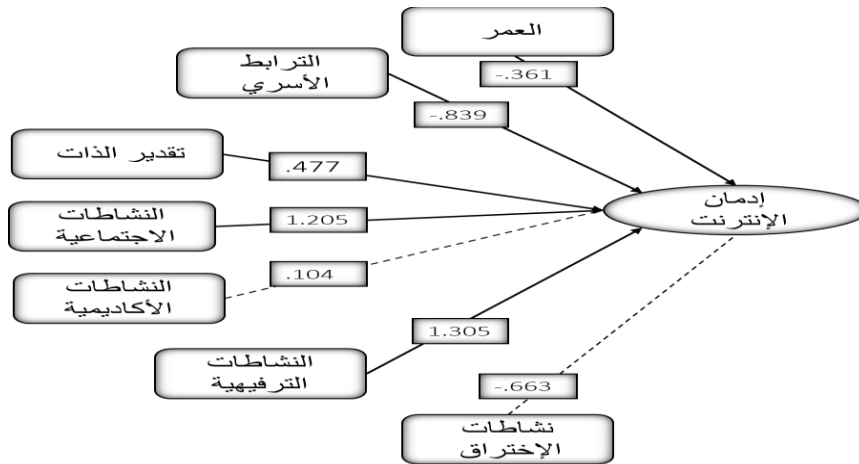 العمر
-.361
الترابط
الأسري
-.839
تقدير الذات
.477
إدمان
الإنترنت
النشاطات
الاجتماعية
1.205
النشاطات
الأكاديمية
.104
النشاطات
الترفيهية
1.305
-.663
نشاطات
الإختراق